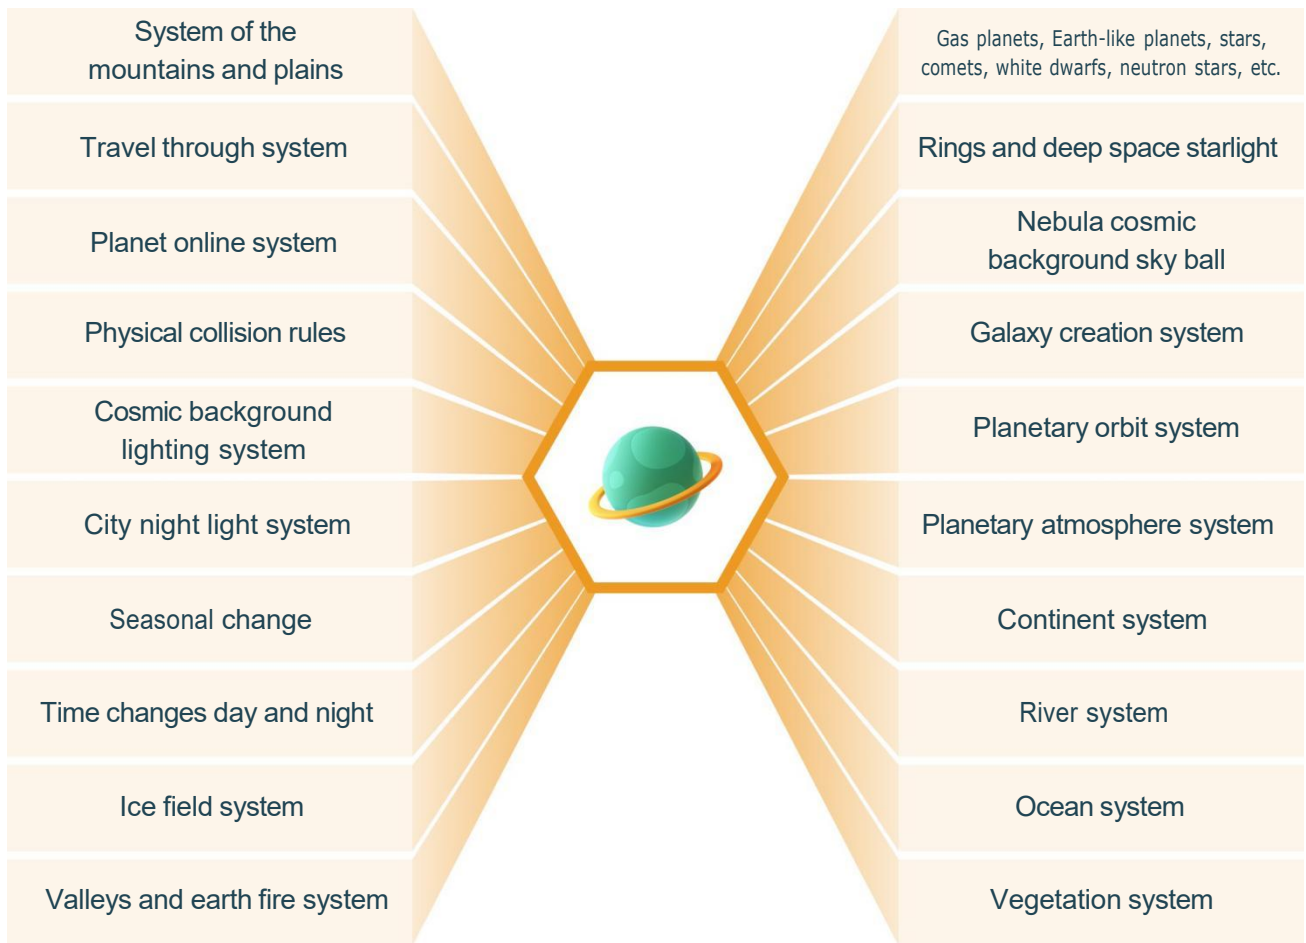 System of the
mountains and plains
Travel through system
Planet online system
Physical collision rules
Cosmic background
lighting system
City night light system
Seasonal change
Time changes day and night
Ice field system
Valleys and earth fire system
Gas planets, Earth-like planets, stars,
comets, white dwarfs, neutron stars, etc.
Rings and deep space starlight
Nebula cosmic
background sky ball
Galaxy creation system
Planetary orbit system
Planetary atmosphere system
Continent system
River system
Ocean system
Vegetation system